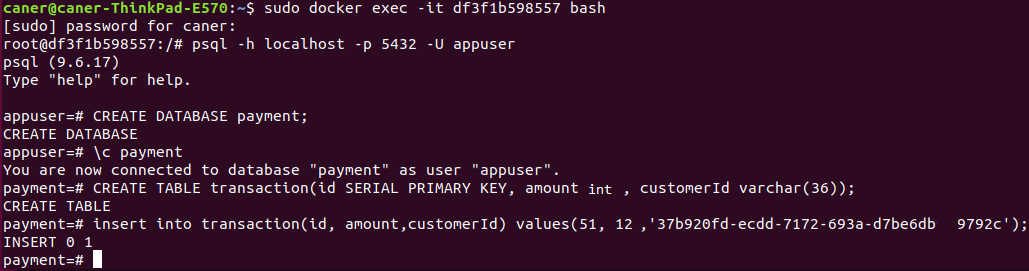 caner@caner-ThinkPad-E570:~$ sudo docker exec -it df3f1b598557 bash
[sudo] password for caner:
root@df3f1b598557:/# psql -h localhost -p 5432 -U appuser
psql (9.6.17)
Type "help" for help.
appuser=# CREATE DATABASE payment;
CREATE DATABASE
appuser=# \c payment
You are now connected to database "payment" as user "appuser".
payment=# CREATE TABLE transaction(id SERIAL PRIMARY KEY, amount int , customerId varchar(36));
CREATE TABLE
payment=# insert into transaction(id, amount,customerId) values(51, 12 ,'37b920fd-ecdd-7172-693a-d7be6db  9792c');
INSERT 0 1
payment=#